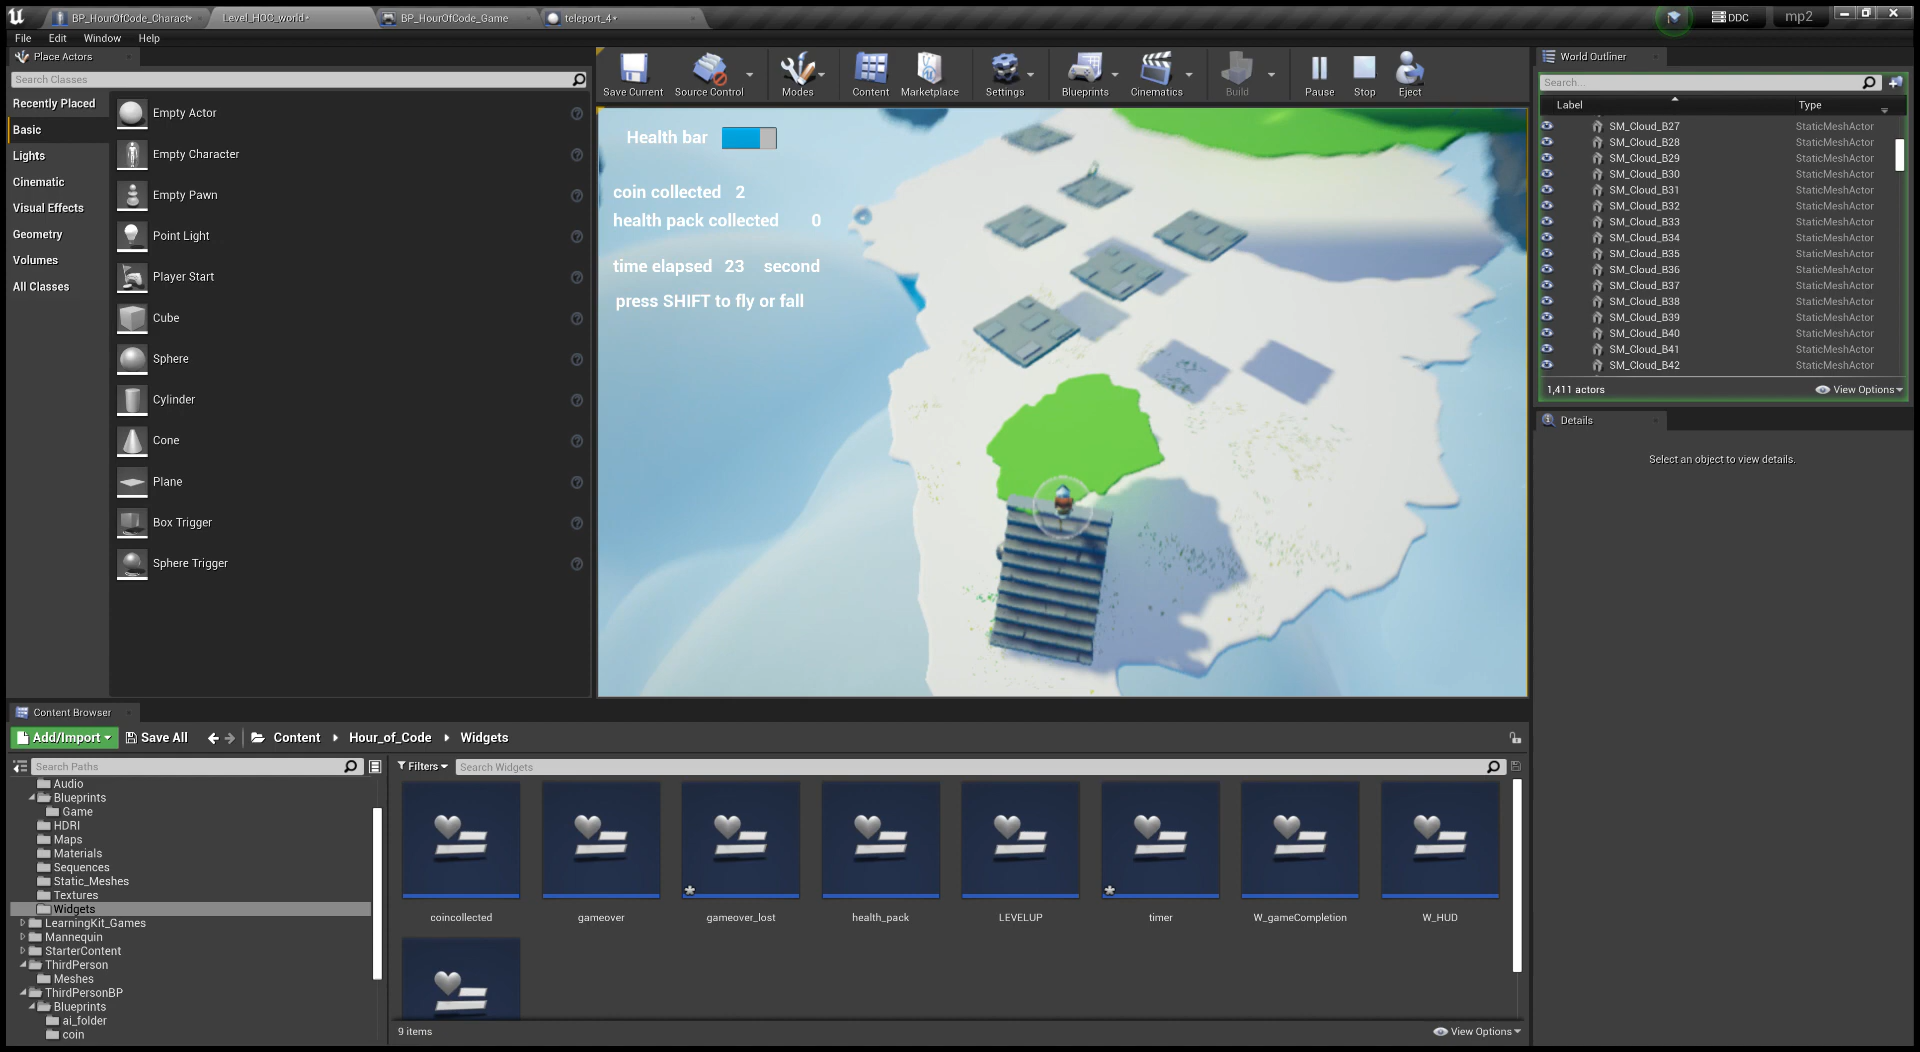 BP_HourOfCode_Charact
Level_HOC_world*
BP_HourOfCode_Game
teleport_4*
DDC
mp2
File Edit Window Help
Place Actors
Search Classes
Recently Placed
Basic
Lights
Cinematic
Visual Effects
Geometry
Volumes
All Classes
Empty Actor
Empty Character
Empty Pawn
Point Light
Player Start
Cube
Sphere
Cylinder
Cone
Plane
Box Trigger
Sphere Trigger
Save Current
Source Control
Modes
Content
Marketplace
Settings
Blueprints
Cinematics
Build
Pause
Stop
Eject
Health bar
coin collected 2
health pack collected 0
time elapsed 23 second
press SHIFT to fly or fall
World Outliner
Search...
Label Type
SM_Cloud_B27 StaticMeshActor
SM_Cloud_B28 StaticMeshActor
SM_Cloud_B29 StaticMeshActor
SM_Cloud_B30 StaticMeshActor
SM_Cloud_B31 StaticMeshActor
SM_Cloud_B32 StaticMeshActor
SM_Cloud_B33 StaticMeshActor
SM_Cloud_B34 StaticMeshActor
SM_Cloud_B35 StaticMeshActor
SM_Cloud_B36 StaticMeshActor
SM_Cloud_B37 StaticMeshActor
SM_Cloud_B38 StaticMeshActor
SM_Cloud_B39 StaticMeshActor
SM_Cloud_B40 StaticMeshActor
SM_Cloud_B41 StaticMeshActor
SM_Cloud_B42 StaticMeshActor
1,411 actors View Options
Details
Select an object to view details.
Content Browser
Add/Import Save All Content Hour_of_Code Widgets
Search Paths
Audio
Blueprints
Game
HDRI
Maps
Materials
Sequences
Static_Meshes
Textures
Widgets
LearningKit_Games
Mannequin
StarterContent
ThirdPerson
Meshes
ThirdPersonBP
Blueprints
ai_folder
coin
Filters Search Widgets
coincollected
gameover
gameover_lost
health_pack
LEVELUP
timer
W_gameCompletion
W_HUD
9 items View Options